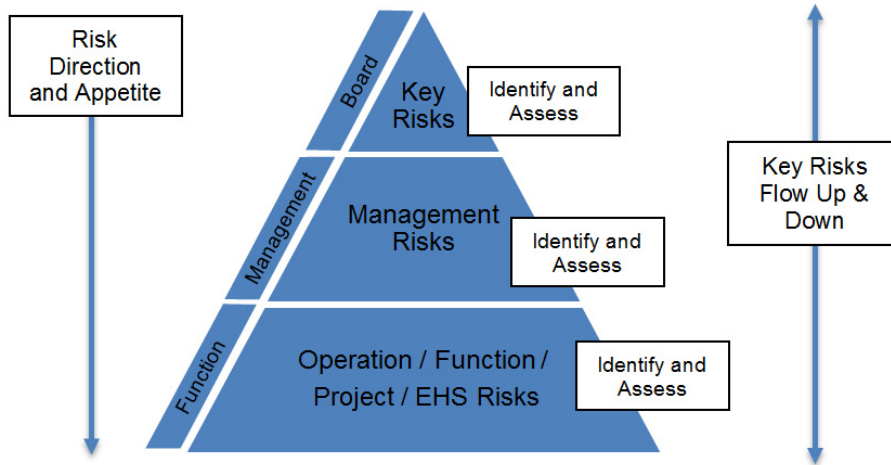 Risk
Direction
and Appetite
Board
Key
Risks
Identify and
Assess
Management
Management
Risks
Identify and
Assess
Key Risks
Flow Up &
Down
Function
Operation / Function /
Project / EHS Risks
Identify and
Assess